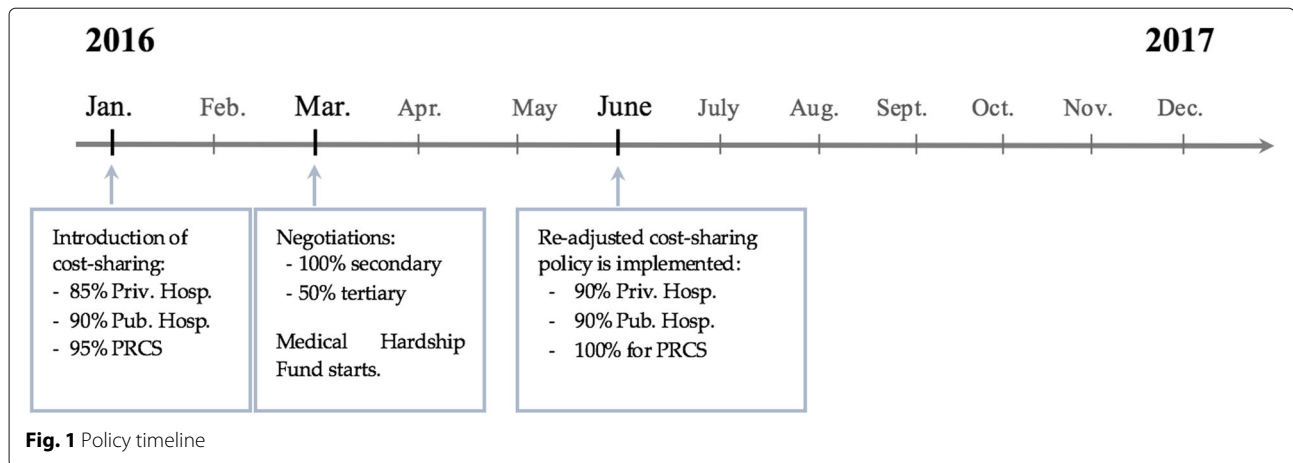 2016 2017
Jan. Feb. Mar. Apr. May June July Aug. Sept. Oct. Nov. Dec.
Introduction of
cost-sharing:
- 85% Priv. Hosp.
- 90% Pub. Hosp.
- 95% PRCS
Negotiations:
- 100% secondary
- 50% tertiary
Medical Hardship
Fund starts.
Re-adjusted cost-sharing
policy is implemented:
- 90% Priv. Hosp.
- 90% Pub. Hosp.
- 100% for PRCS
Fig. 1 Policy timeline